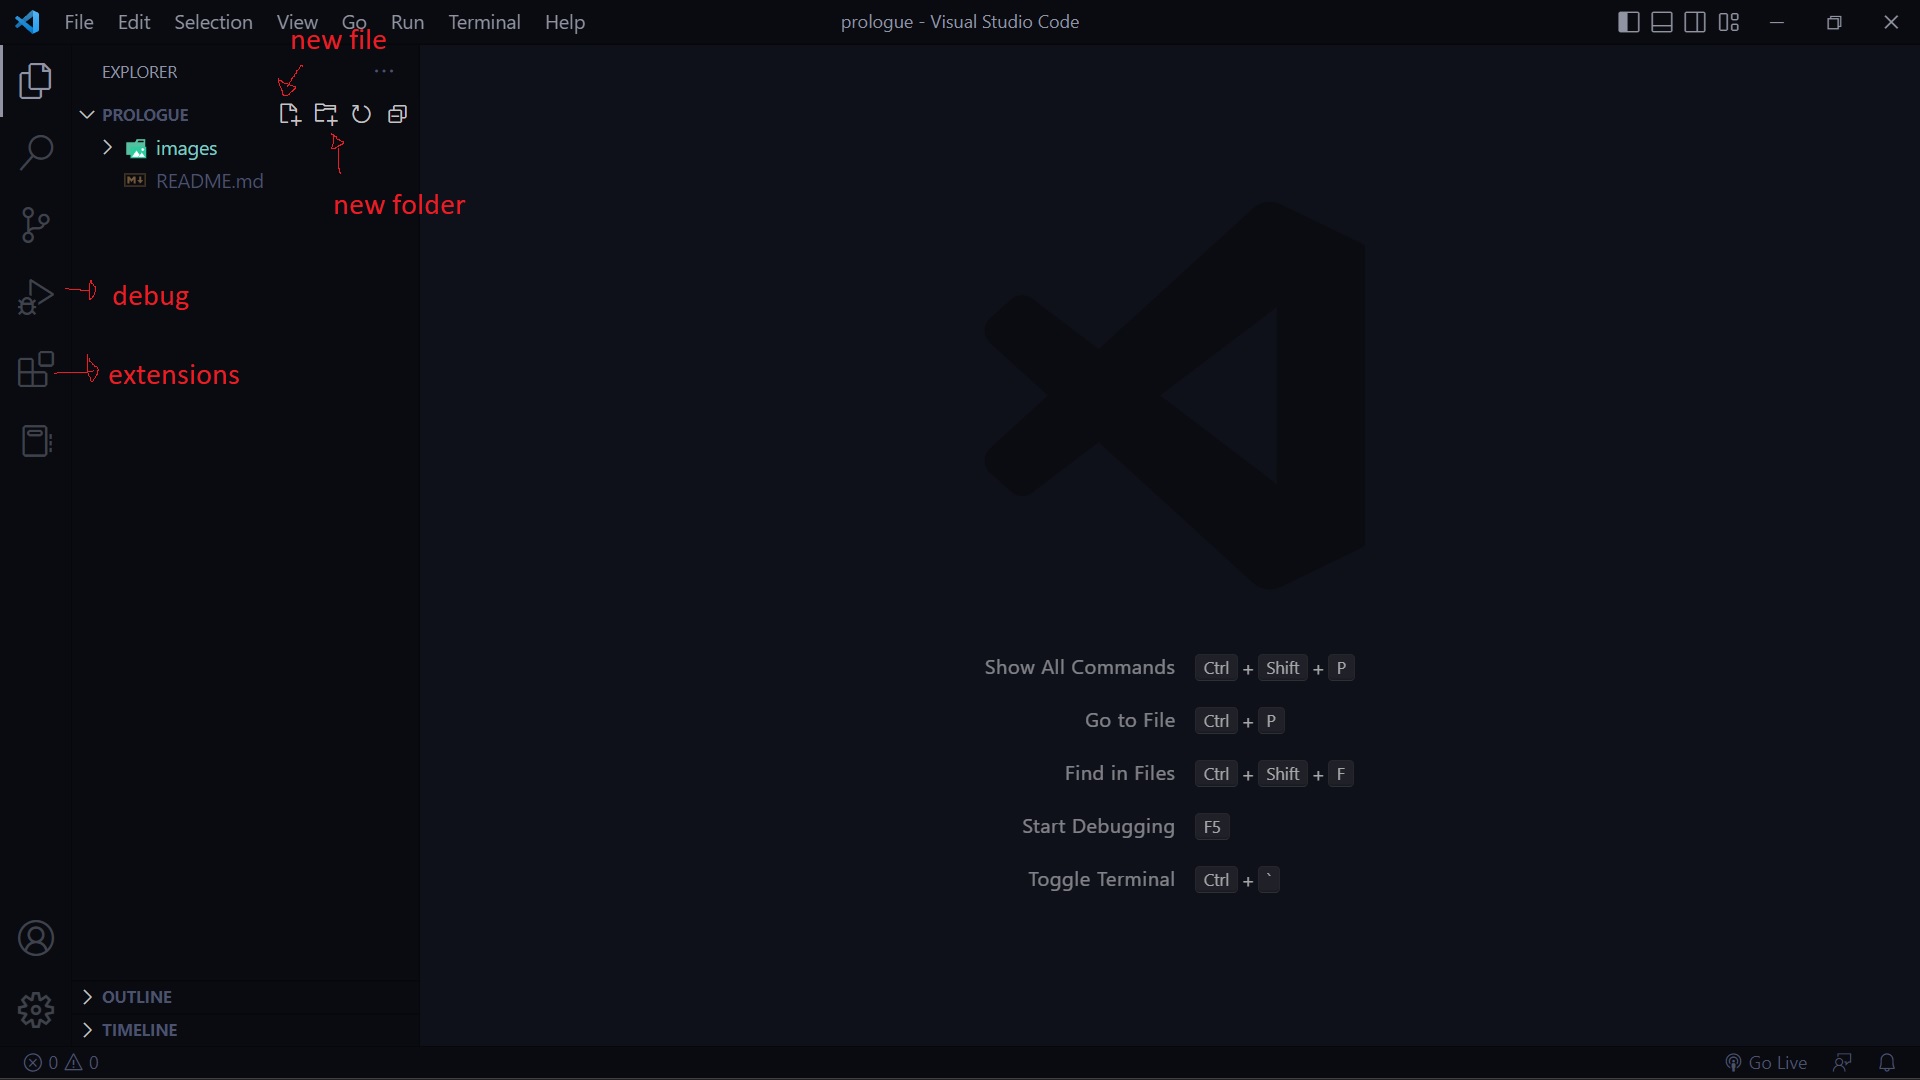 File Edit Selection View Go Run Terminal Help
prologue - Visual Studio Code
new file
EXPLORER
PROLOGUE
images
README.md
new folder
debug
extensions
Show All Commands Ctrl + Shift + P
Go to File Ctrl + P
Find in Files Ctrl + Shift + F
Start Debugging F5
Toggle Terminal Ctrl + `
OUTLINE
TIMELINE
0 0
Go Live